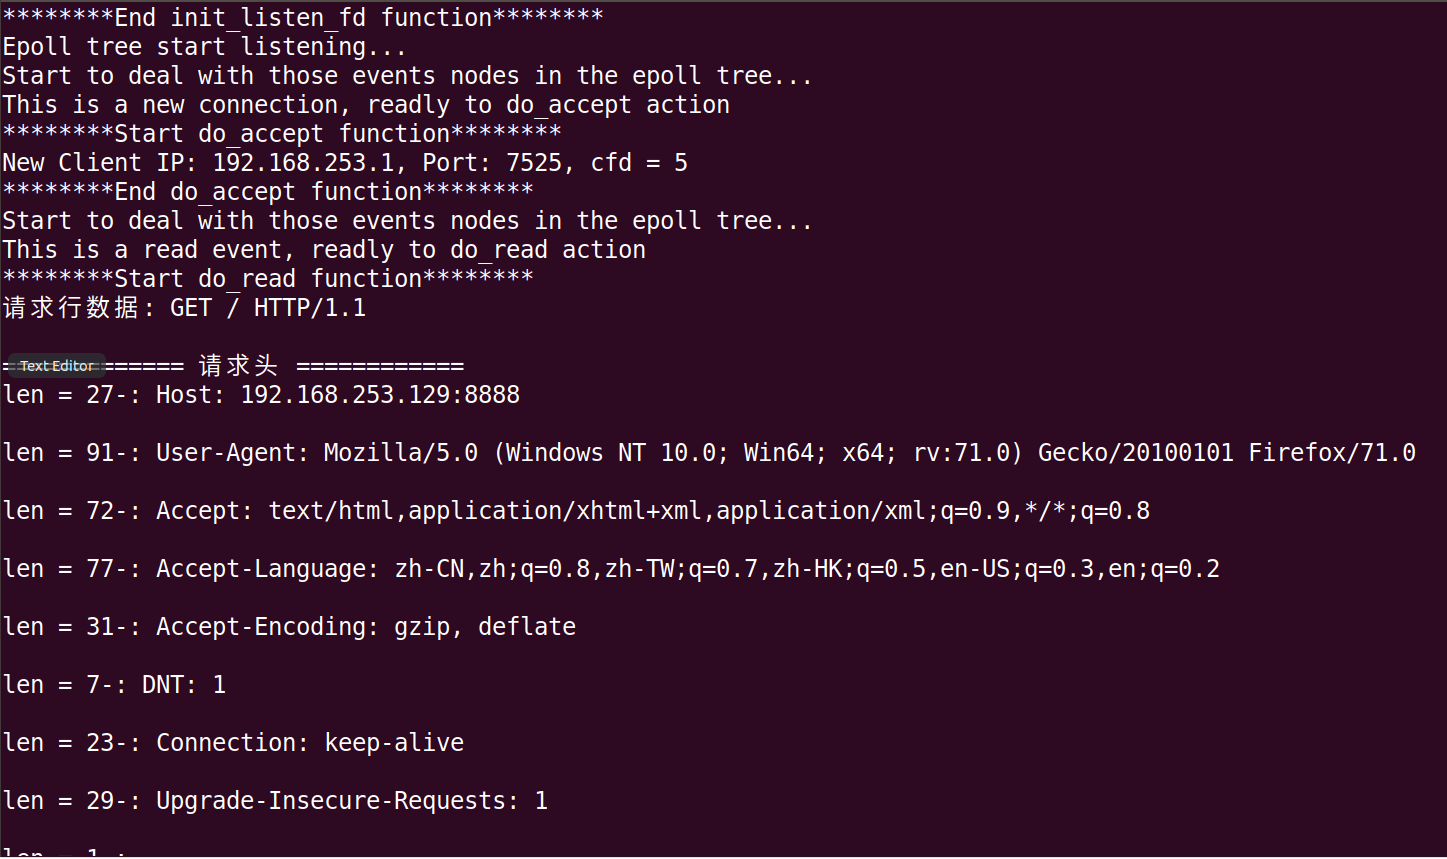 ********End init_listen_fd function********
Epoll tree start listening...
Start to deal with those events nodes in the epoll tree...
This is a new connection, readly to do_accept action
********Start do_accept function********
New Client IP: 192.168.253.1, Port: 7525, cfd = 5
********End do_accept function********
Start to deal with those events nodes in the epoll tree...
This is a read event, readly to do_read action
********Start do_read function********
请求行数据: GET / HTTP/1.1
Text Editor
============= 请求头 ============
len = 27-: Host: 192.168.253.129:8888
len = 91-: User-Agent: Mozilla/5.0 (Windows NT 10.0; Win64; x64; rv:71.0) Gecko/20100101 Firefox/71.0
len = 72-: Accept: text/html,application/xhtml+xml,application/xml;q=0.9,*/*;q=0.8
len = 77-: Accept-Language: zh-CN,zh;q=0.8,zh-TW;q=0.7,zh-HK;q=0.5,en-US;q=0.3,en;q=0.2
len = 31-: Accept-Encoding: gzip, deflate
len = 7-: DNT: 1
len = 23-: Connection: keep-alive
len = 29-: Upgrade-Insecure-Requests: 1